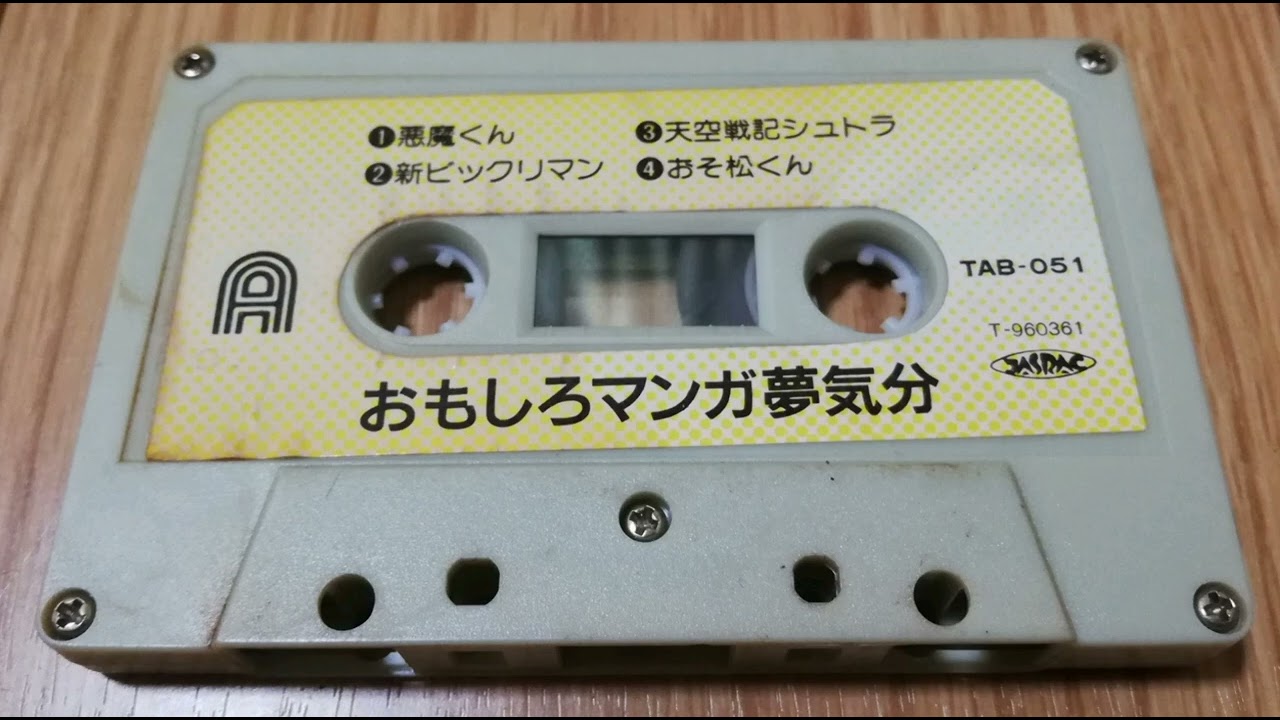 ❶悪魔くん
❷新ビックリマン
❸天空戦記シュトラ
❹おそ松くん
A
TAB-051
T-960361
JASRAC
おもしろマンガ夢気分